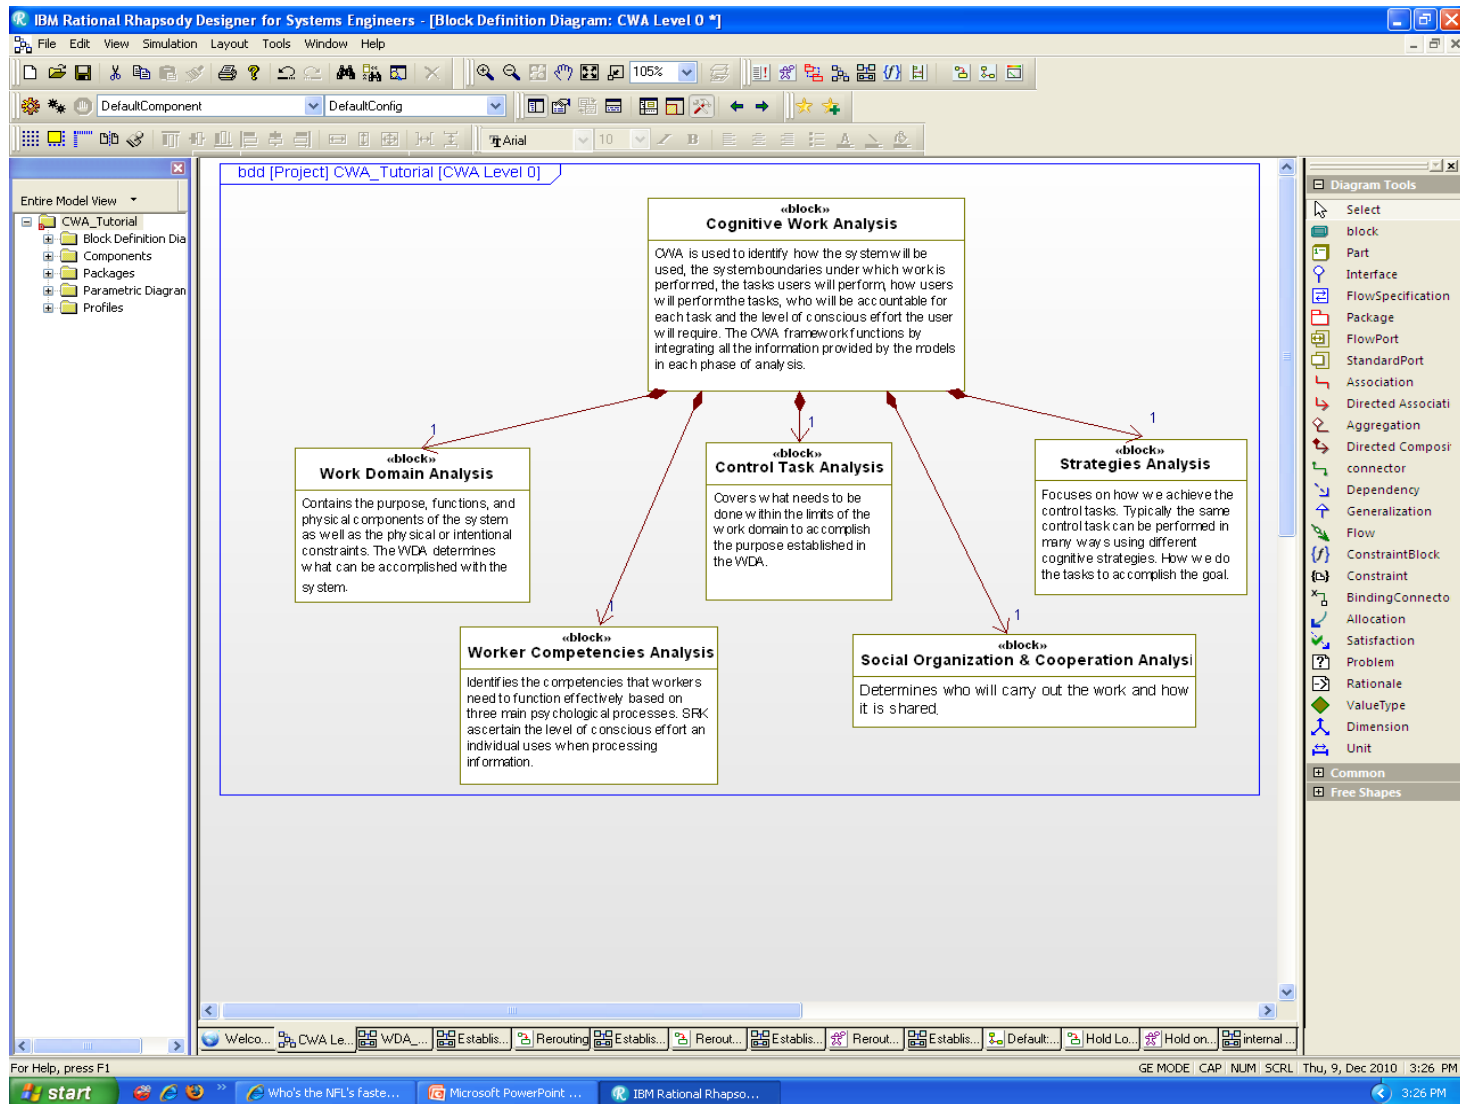 IBM Rational Rhapsody Designer for Systems Engineers - [Block Definition Diagram: CWA Level 0 *]
File Edit View Simulation Layout Tools Window Help
105%
DefaultComponent DefaultConfig
Arial 10
Entire Model View
CWA_Tutorial
Block Definition Dia
Components
Packages
Parametric Diagran
Profiles
bdd [Project] CWA_Tutorial [CWA Level 0]
«block»
Cognitive Work Analysis
CWA is used to identify how the system will be
used, the system boundaries under which work is
performed, the tasks users will perform, how users
will perform the tasks, who will be accountable for
each task and the level of conscious effort the user
will require. The CWA framework functions by
integrating all the information provided by the models
in each phase of analysis.
1
1
1
1
1
«block»
Work Domain Analysis
Contains the purpose, functions, and
physical components of the system
as well as the physical or intentional
constraints. The WDA determines
what can be accomplished with the
system.
«block»
Control Task Analysis
Covers what needs to be
done within the limits of the
work domain to accomplish
the purpose established in
the WDA.
«block»
Strategies Analysis
Focuses on how we achieve the
control tasks. Typically the same
control task can be performed in
many ways using different
cognitive strategies. How we do
the tasks to accomplish the goal.
«block»
Worker Competencies Analysis
Identifies the competencies that workers
need to function effectively based on
three main psychological processes. SRK
ascertain the level of conscious effort an
individual uses when processing
information.
«block»
Social Organization & Cooperation Analysi
Determines who will carry out the work and how
it is shared.
Diagram Tools
Select
block
Part
Interface
FlowSpecification
Package
FlowPort
StandardPort
Association
Directed Associati
Aggregation
Directed Composit
connector
Dependency
Generalization
Flow
ConstraintBlock
Constraint
BindingConnecto
Allocation
Satisfaction
Problem
Rationale
ValueType
Dimension
Unit
Common
Free Shapes
Welco... CWA Le... WDA_... Establis... Rerouting Establis... Rerout... Establis... Rerout... Establis... Default:... Hold Lo... Hold on... internal ...
For Help, press F1 GE MODE CAP NUM SCRL Thu, 9, Dec 2010 3:26 PM
start Who's the NFL's faste... Microsoft PowerPoint ... IBM Rational Rhapso... 3:26 PM